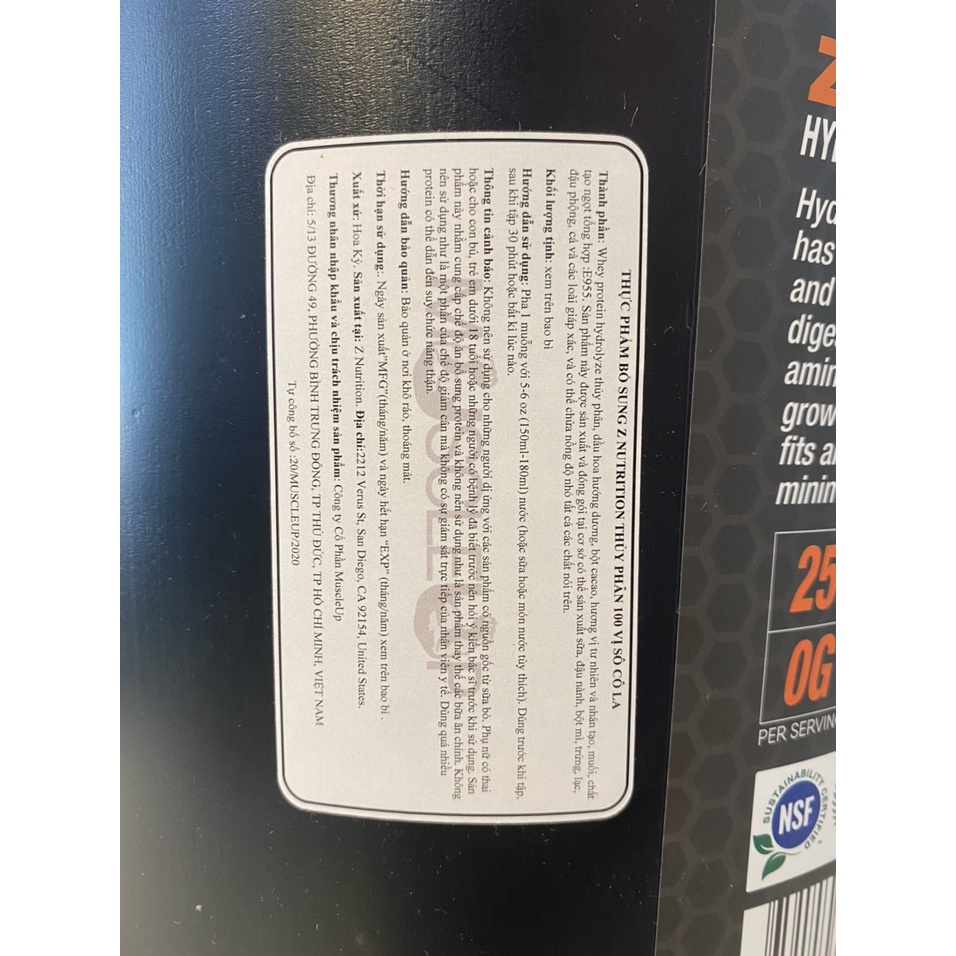 THỰC PHẨM BỔ SUNG Z NUTRITION THỦY PHÂN 100 VỊ SÔ CÔ LA
Thành phần: Whey protein hydrolyze thủy phân, dầu hoa hướng dương, bột cacao, hương vị tự nhiên và nhân tạo, muối, chất
tạo ngọt tổng hợp :E955. Sản phẩm này được sản xuất và đóng gói tại cơ sở có thể sản xuất sữa, đậu nành, bột mì, trứng, lạc,
đậu phộng, cá và các loài giáp xác, và có thể chứa nồng độ nhỏ tất cả các chất nói trên.
Khối lượng tịnh: xem trên bao bì
Hướng dẫn sử dụng: Pha 1 muỗng với 5-6 oz (150ml-180ml) nước (hoặc sữa hoặc món nước tùy thích). Dùng trước khi tập,
sau khi tập 30 phút hoặc bất kì lúc nào.
Thông tin cảnh báo: Không nên sử dụng cho những người dị ứng với các sản phẩm có nguồn gốc từ sữa bò. Phụ nữ có thai
hoặc cho con bú, trẻ em dưới 18 tuổi hoặc những người có bệnh lý đã biết trước nên hỏi ý kiến bác sĩ trước khi sử dụng. Sản
phẩm này nhằm cung cấp chế độ ăn bổ sung protein và không nên sử dụng như là sản phẩm thay thế các bữa ăn chính. Không
nên sử dụng như là một phần của chế độ giảm cân mà không có sự giám sát trực tiếp của nhân viên y tế. Dùng quá nhiều
protein có thể dẫn đến suy chức năng thận.
Hướng dẫn bảo quản: Bảo quản ở nơi khô ráo, thoáng mát.
Thời hạn sử dụng:. Ngày sản xuất"MFG"(tháng/năm) và ngày hết hạn "EXP" (tháng/năm) xem trên bao bì .
Xuất xứ: Hoa Kỳ. Sản xuất tại: Z Nutrition. Địa chỉ:2212 Verus St, San Diego, CA 92154, United States.
Thương nhân nhập khẩu và chịu trách nhiệm sản phẩm: Công ty Cổ Phần MuscleUp
Địa chỉ: 5/13 ĐƯỜNG 49, PHƯỜNG BÌNH TRƯNG ĐÔNG, TP THỦ ĐỨC, TP HỒ CHÍ MINH, VIỆT NAM
Tự công bố số :20/MUSCLEUP/2020
Z
HY
Hyd
has
and
dige
amin
grow
fits a
minim
25
0G
PER SERVING
SUSTAINABILITY CERTIFIED
NSF